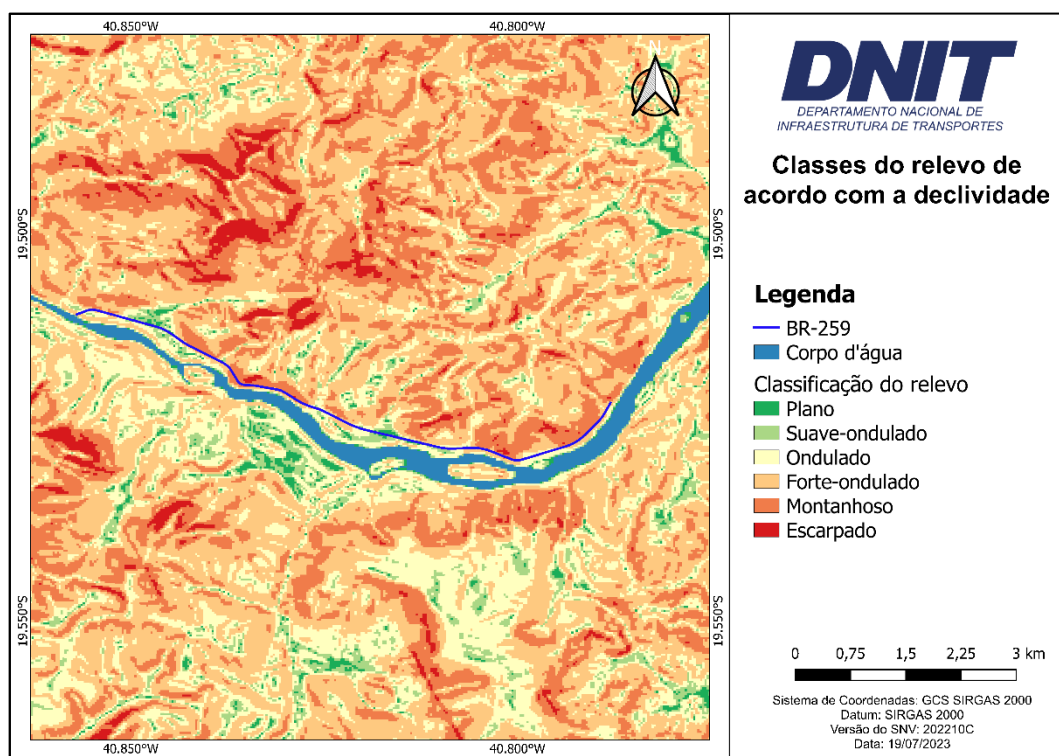 40.850°W
40.800°W
19.500°S
19.500°S
19.550°S
19.550°S
40.850°W
40.800°W
N
DNIT
DEPARTAMENTO NACIONAL DE
INFRAESTRUTURA DE TRANSPORTES
Classes do relevo de
acordo com a declividade
Legenda
BR-259
Corpo d'água
Classificação do relevo
Plano
Suave-ondulado
Ondulado
Forte-ondulado
Montanhoso
Escarpado
0 0,75 1,5 2,25 3 km
Sistema de Coordenadas: GCS SIRGAS 2000
Datum: SIRGAS 2000
Versão do SNV: 202210C
Data: 19/07/2023